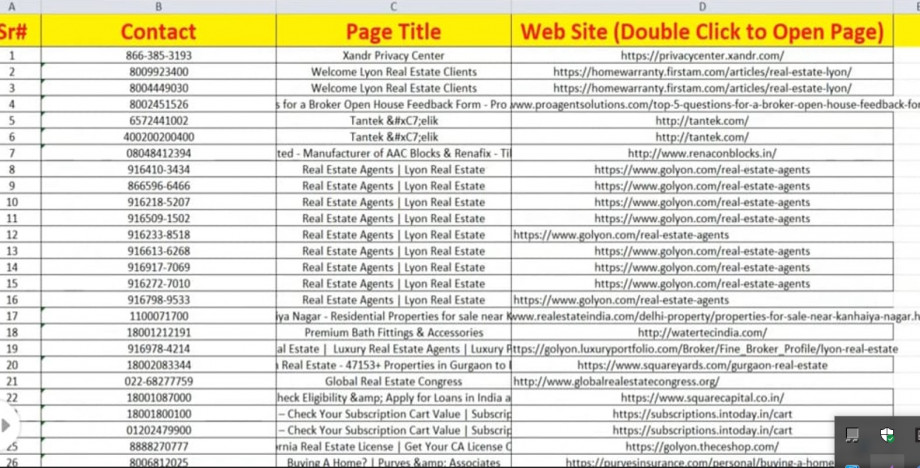 A B C D E
Sr# Contact Page Title Web Site (Double Click to Open Page)
1 866-385-3193 Xandr Privacy Center https://privacycenter.xandr.com/
2 8009923400 Welcome Lyon Real Estate Clients https://homewarranty.firstam.com/articles/real-estate-lyon/
3 8004449030 Welcome Lyon Real Estate Clients https://homewarranty.firstam.com/articles/real-estate-lyon/
4 8002451526 s for a Broker Open House Feedback Form - Pro www.proagentsolutions.com/top-5-questions-for-a-broker-open-house-feedback-for
5 6572441002 Tantek &#xC7;elik http://tantek.com/
6 400200200400 Tantek &#xC7;elik http://tantek.com/
7 08048412394 ted - Manufacturer of AAC Blocks & Renafix - Til http://www.renaconblocks.in/
8 916410-3434 Real Estate Agents | Lyon Real Estate https://www.golyon.com/real-estate-agents
9 866596-6466 Real Estate Agents | Lyon Real Estate https://www.golyon.com/real-estate-agents
10 916218-5207 Real Estate Agents | Lyon Real Estate https://www.golyon.com/real-estate-agents
11 916509-1502 Real Estate Agents | Lyon Real Estate https://www.golyon.com/real-estate-agents
12 916233-8518 Real Estate Agents | Lyon Real Estate https://www.golyon.com/real-estate-agents
13 916613-6268 Real Estate Agents | Lyon Real Estate https://www.golyon.com/real-estate-agents
14 916917-7069 Real Estate Agents | Lyon Real Estate https://www.golyon.com/real-estate-agents
15 916272-7010 Real Estate Agents | Lyon Real Estate https://www.golyon.com/real-estate-agents
16 916798-9533 Real Estate Agents | Lyon Real Estate https://www.golyon.com/real-estate-agents
17 1100071700 iya Nagar - Residential Properties for sale near K www.realestateindia.com/delhi-property/properties-for-sale-near-kanhaiya-nagar.h
18 18001212191 Premium Bath Fittings & Accessories http://watertecindia.com/
19 916978-4214 al Estate | Luxury Real Estate Agents | Luxury P ttps://golyon.luxuryportfolio.com/Broker/Fine_Broker_Profile/lyon-real-estate
20 18002083344 Real Estate - 47153+ Properties in Gurgaon to https://www.squareyards.com/gurgaon-real-estate
21 022-68277759 Global Real Estate Congress http://www.globalrealestatecongress.org/
22 18001087000 heck Eligibility &amp; Apply for Loans in India a https://www.squarecapital.co.in/
18001800100 – Check Your Subscription Cart Value | Subscrip https://subscriptions.intoday.in/cart
01202479900 – Check Your Subscription Cart Value | Subscrip https://subscriptions.intoday.in/cart
25 8888270777 rnia Real Estate License | Get Your CA License C https://golyon.theceshop.com/
26 8006812025 Buying A Home? | Purves &amp; Associates https://purvesinsurance.com/personal/buying-a-home